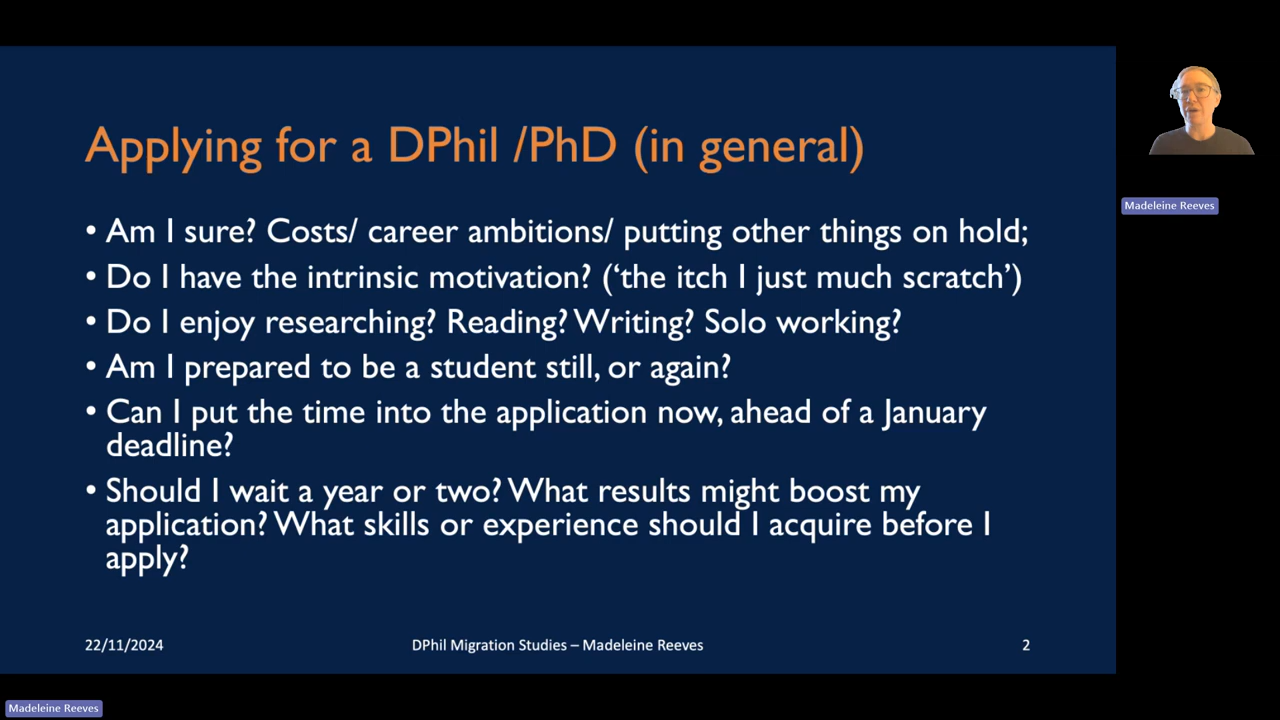 Applying for a DPhil /PhD (in general)
• Am I sure? Costs/ career ambitions/ putting other things on hold;
• Do I have the intrinsic motivation? (‘the itch I just much scratch’)
• Do I enjoy researching? Reading? Writing? Solo working?
• Am I prepared to be a student still, or again?
• Can I put the time into the application now, ahead of a January
deadline?
• Should I wait a year or two? What results might boost my
application? What skills or experience should I acquire before I
apply?
22/11/2024
DPhil Migration Studies – Madeleine Reeves
2
Madeleine Reeves
Madeleine Reeves